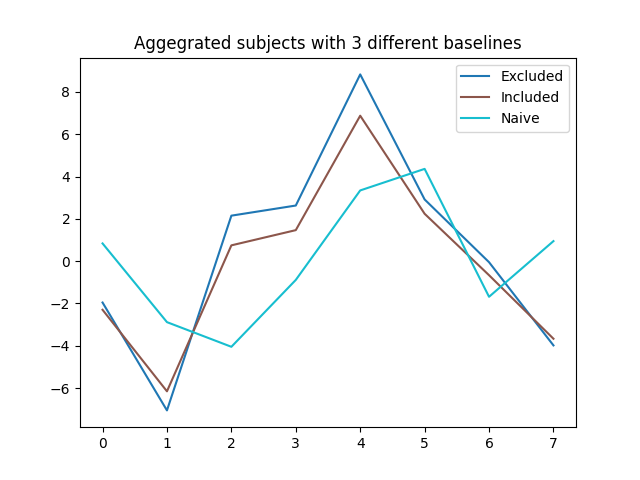 Aggegrated subjects with 3 different baselines
Excluded
Included
Naive
8
6
4
2
0
−2
−4
−6
0 1 2 3 4 5 6 7